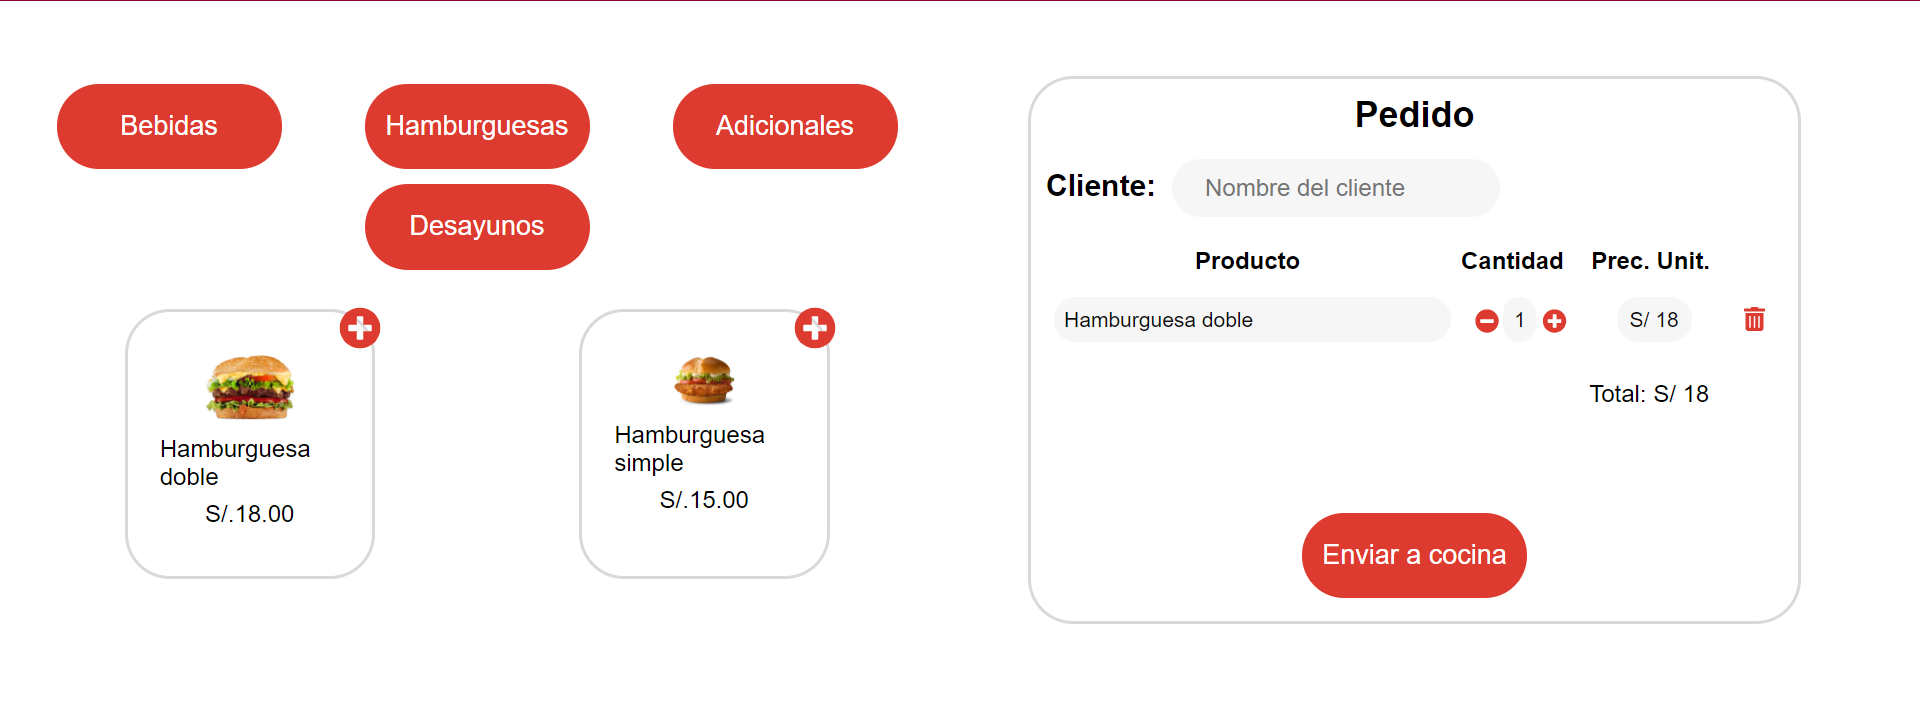 Bebidas
Hamburguesas
Adicionales
Desayunos
Hamburguesa
doble
S/.18.00
Hamburguesa
simple
S/.15.00
Pedido
Cliente: Nombre del cliente
Producto Cantidad Prec. Unit.
Hamburguesa doble 1 S/ 18
Total: S/ 18
Enviar a cocina